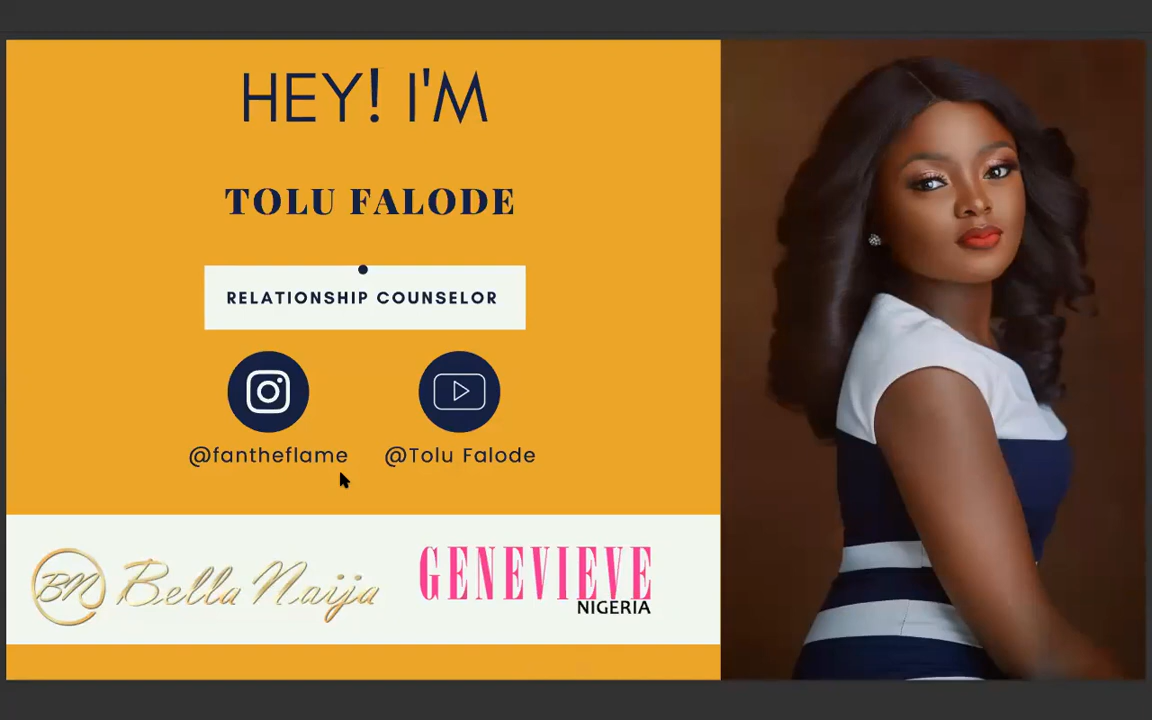 HEY! I'M
TOLU FALODE
RELATIONSHIP COUNSELOR
@fantheflame @Tolu Falode
BN Bella Naija
GENEVIEVE
NIGERIA